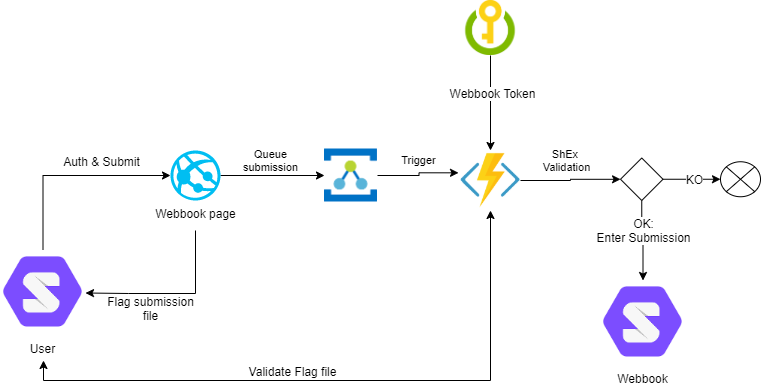 Webbook Token
Auth & Submit
Queue
submission
Trigger
ShEx
Validation
Webbook page
KO
OK:
Enter Submission
Flag submission
file
User
Validate Flag file
Webbook